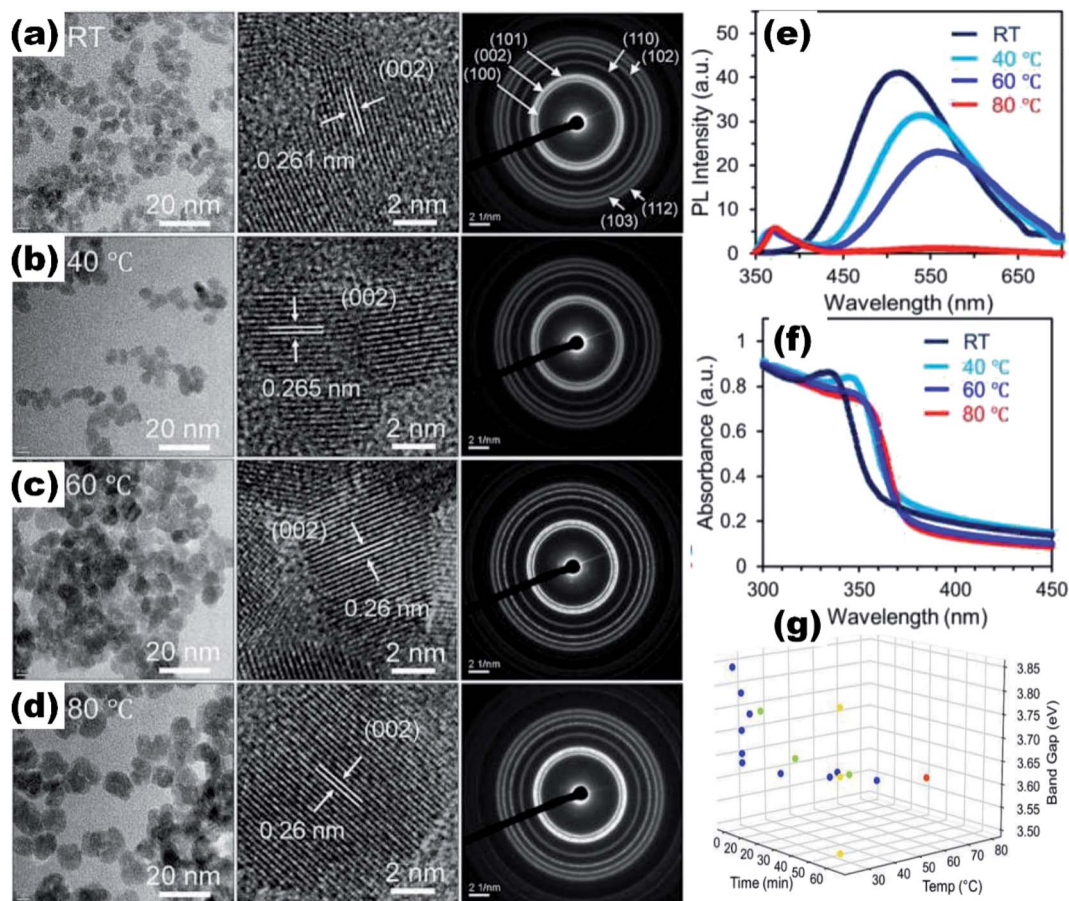 (a) RT
20 nm
(002)
0.261 nm
2 nm
(101)
(002)
(100)
(110)
(102)
(103)
(112)
2 1/nm
(b) 40 °C
20 nm
(002)
0.265 nm
2 nm
2 1/nm
(c) 60 °C
20 nm
(002)
0.26 nm
2 nm
2 1/nm
(d) 80 °C
20 nm
(002)
0.26 nm
2 nm
2 1/nm
(e)
RT
40 °C
60 °C
80 °C
PL Intensity (a.u.)
50
40
30
20
10
0
350 450 550 650
Wavelength (nm)
(f)
RT
40 °C
60 °C
80 °C
Absorbance (a.u.)
1
0.8
0.6
0.4
0.2
0
300 350 400 450
Wavelength (nm)
(g)
3.85
3.80
3.75
3.70
3.65
3.60
3.55
3.50
Band Gap (eV)
0 20 30 40 50 60
Time (min)
30 40 50 60 70 80
Temp (°C)